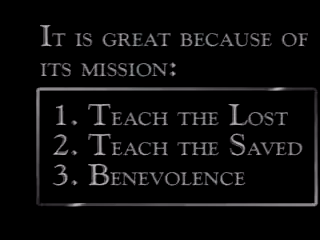 It is great because of
its mission:
1. Teach the Lost
2. Teach the Saved
3. Benevolence